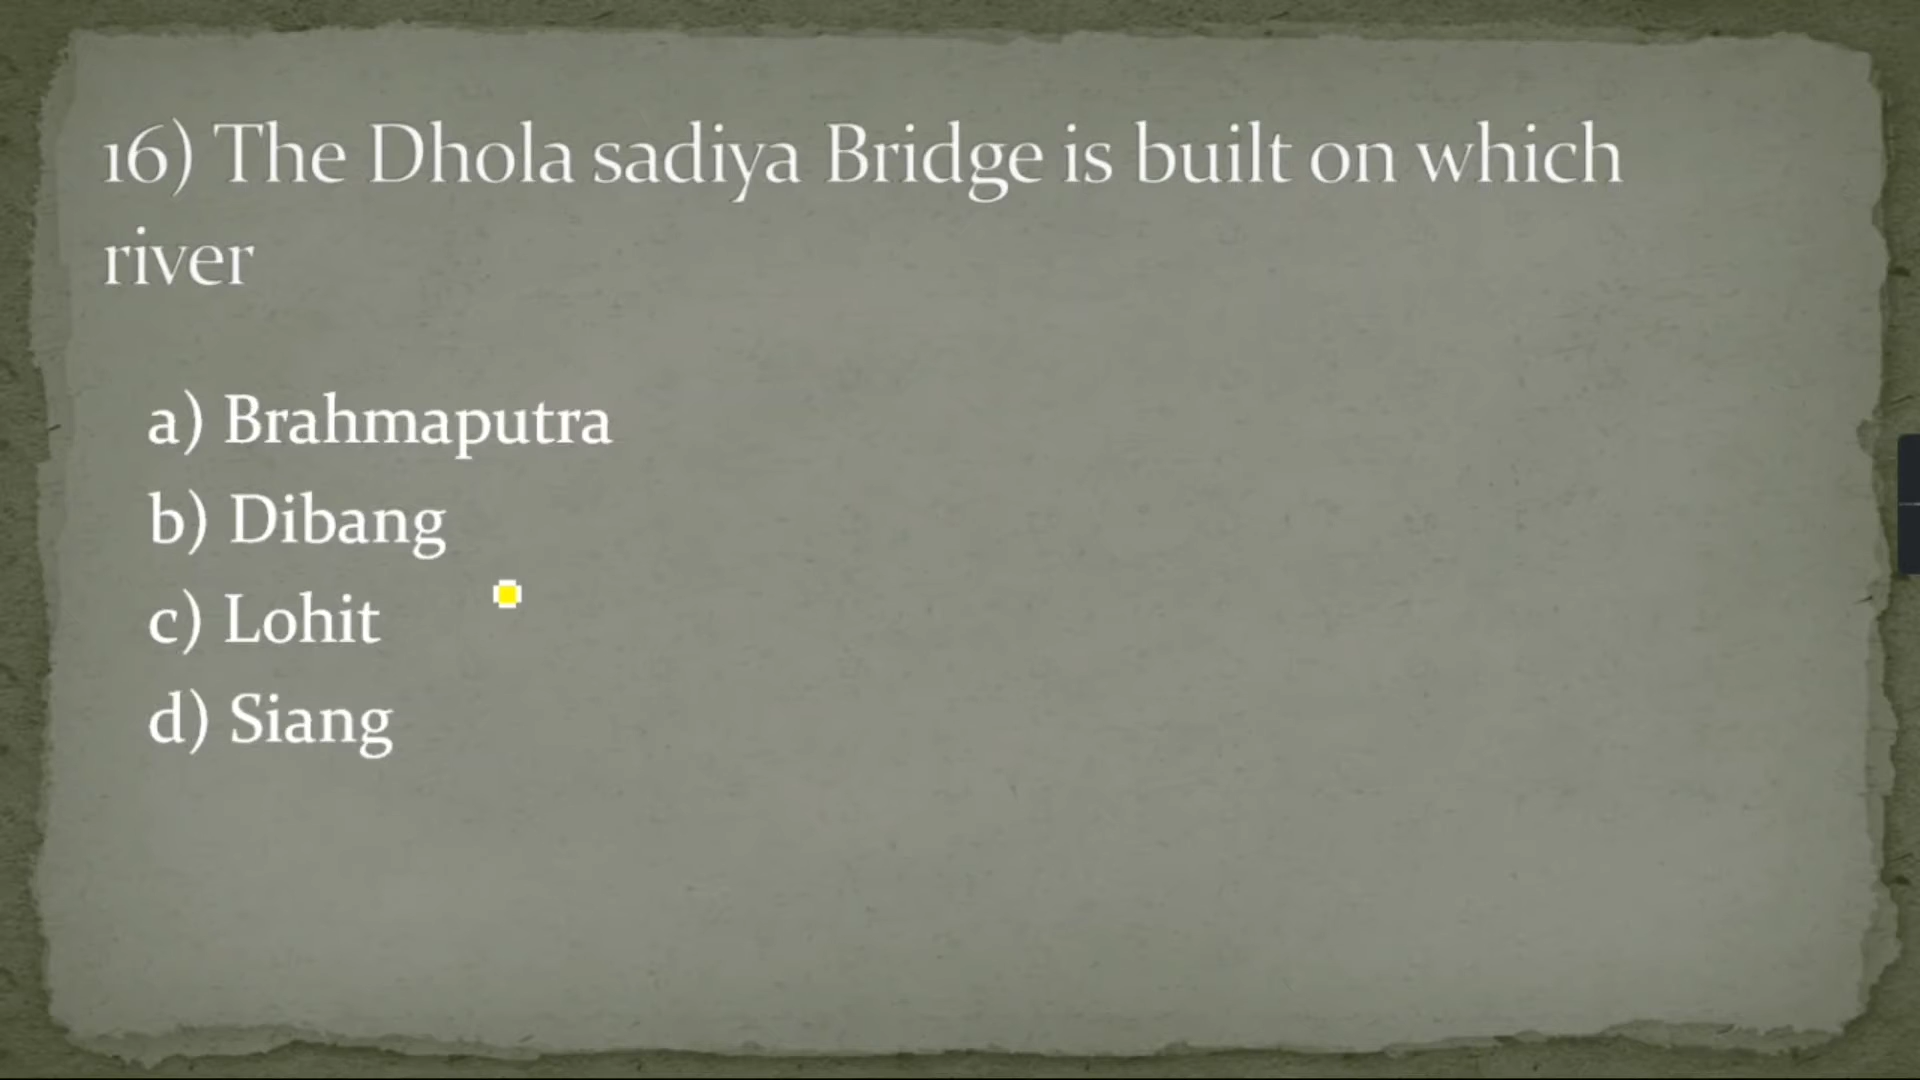 16) The Dhola sadiya Bridge is built on which
river
a) Brahmaputra
b) Dibang
c) Lohit
d) Siang